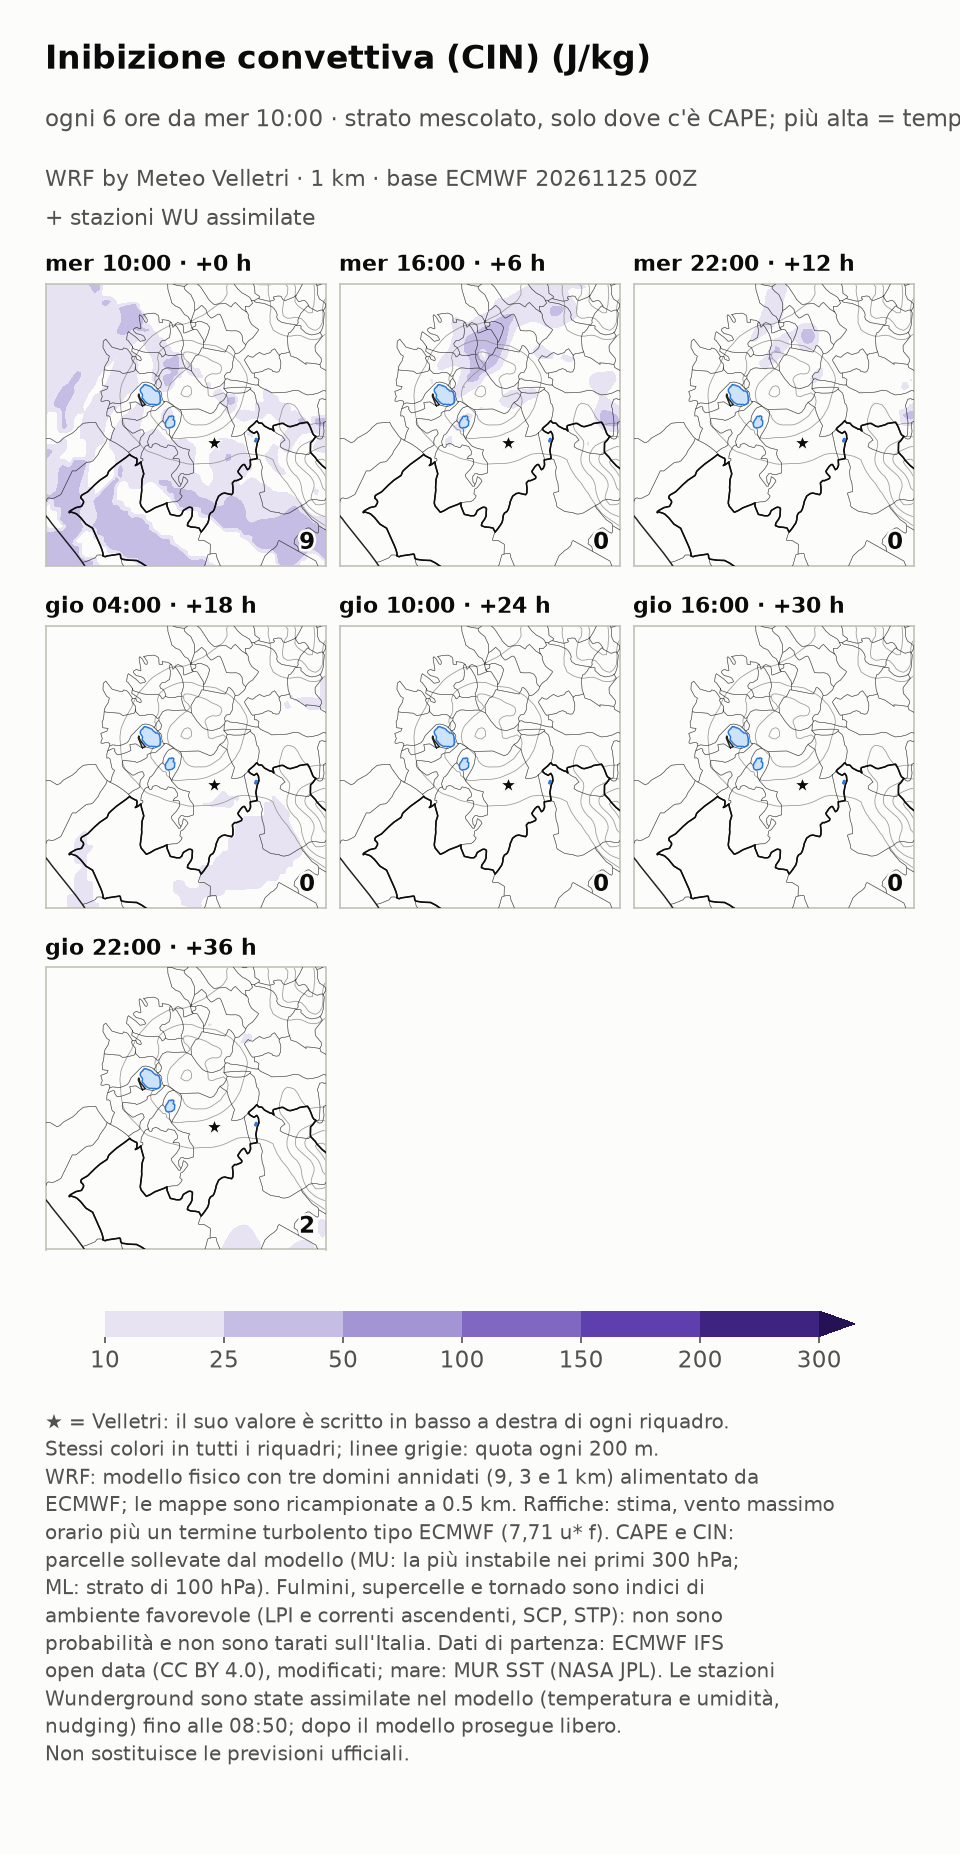 Inibizione convettiva (CIN) (J/kg)
ogni 6 ore da mer 10:00 · strato mescolato, solo dove c'è CAPE; più alta = temp
WRF by Meteo Velletri · 1 km · base ECMWF 20261125 00Z
+ stazioni WU assimilate
mer 10:00 · +0 h
mer 16:00 · +6 h
mer 22:00 · +12 h
9
0
0
gio 04:00 · +18 h
gio 10:00 · +24 h
gio 16:00 · +30 h
0
0
0
gio 22:00 · +36 h
2
10 25 50 100 150 200 300
★ = Velletri: il suo valore è scritto in basso a destra di ogni riquadro.
Stessi colori in tutti i riquadri; linee grigie: quota ogni 200 m.
WRF: modello fisico con tre domini annidati (9, 3 e 1 km) alimentato da
ECMWF; le mappe sono ricampionate a 0.5 km. Raffiche: stima, vento massimo
orario più un termine turbolento tipo ECMWF (7,71 u* f). CAPE e CIN:
parcelle sollevate dal modello (MU: la più instabile nei primi 300 hPa;
ML: strato di 100 hPa). Fulmini, supercelle e tornado sono indici di
ambiente favorevole (LPI e correnti ascendenti, SCP, STP): non sono
probabilità e non sono tarati sull'Italia. Dati di partenza: ECMWF IFS
open data (CC BY 4.0), modificati; mare: MUR SST (NASA JPL). Le stazioni
Wunderground sono state assimilate nel modello (temperatura e umidità,
nudging) fino alle 08:50; dopo il modello prosegue libero.
Non sostituisce le previsioni ufficiali.